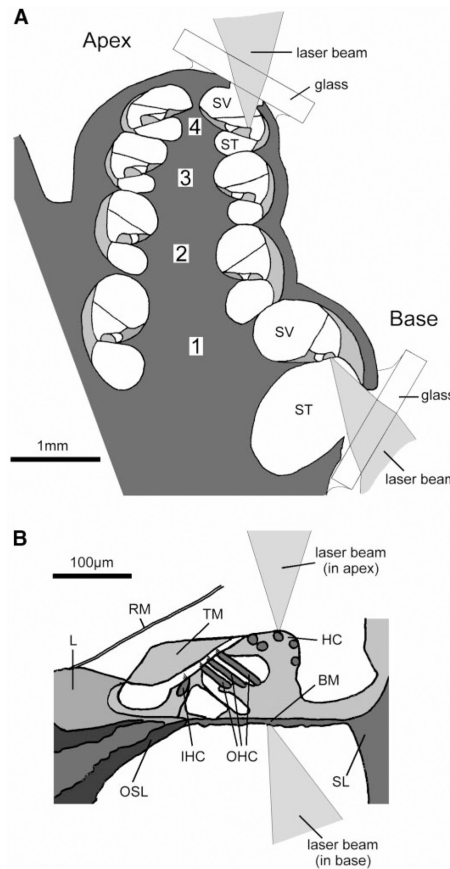 A
Apex
laser beam
glass
SV
4
ST
3
2
SV
Base
1
glass
ST
1mm
laser beam
B
100µm
laser beam
(in apex)
RM
TM
HC
L
BM
IHC
OHC
SL
OSL
laser beam
(in base)